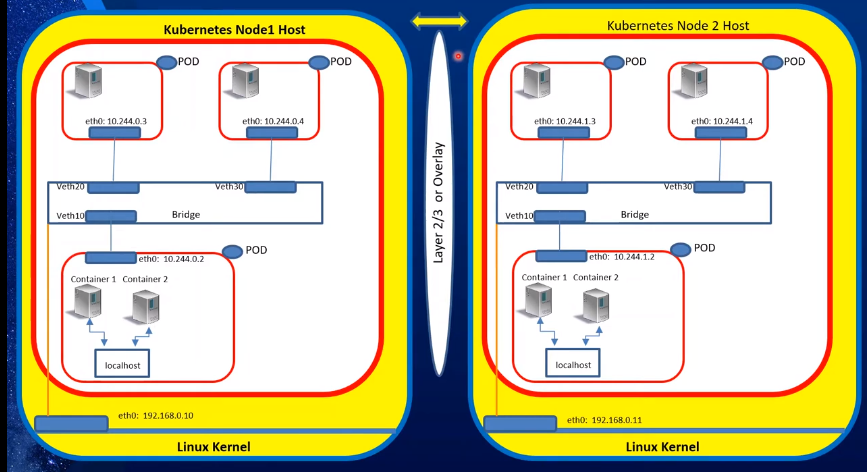 Kubernetes Node1 Host
POD
POD
eth0: 10.244.0.3
eth0: 10.244.0.4
Veth20
Veth30
Veth10
Bridge
POD
eth0: 10.244.0.2
Container 1
Container 2
localhost
eth0: 192.168.0.10
Linux Kernel
Layer 2/3 or Overlay
Kubernetes Node 2 Host
POD
POD
eth0: 10.244.1.3
eth0: 10.244.1.4
Veth20
Veth30
Veth10
Bridge
POD
eth0: 10.244.1.2
Container 1
Container 2
localhost
eth0: 192.168.0.11
Linux Kernel